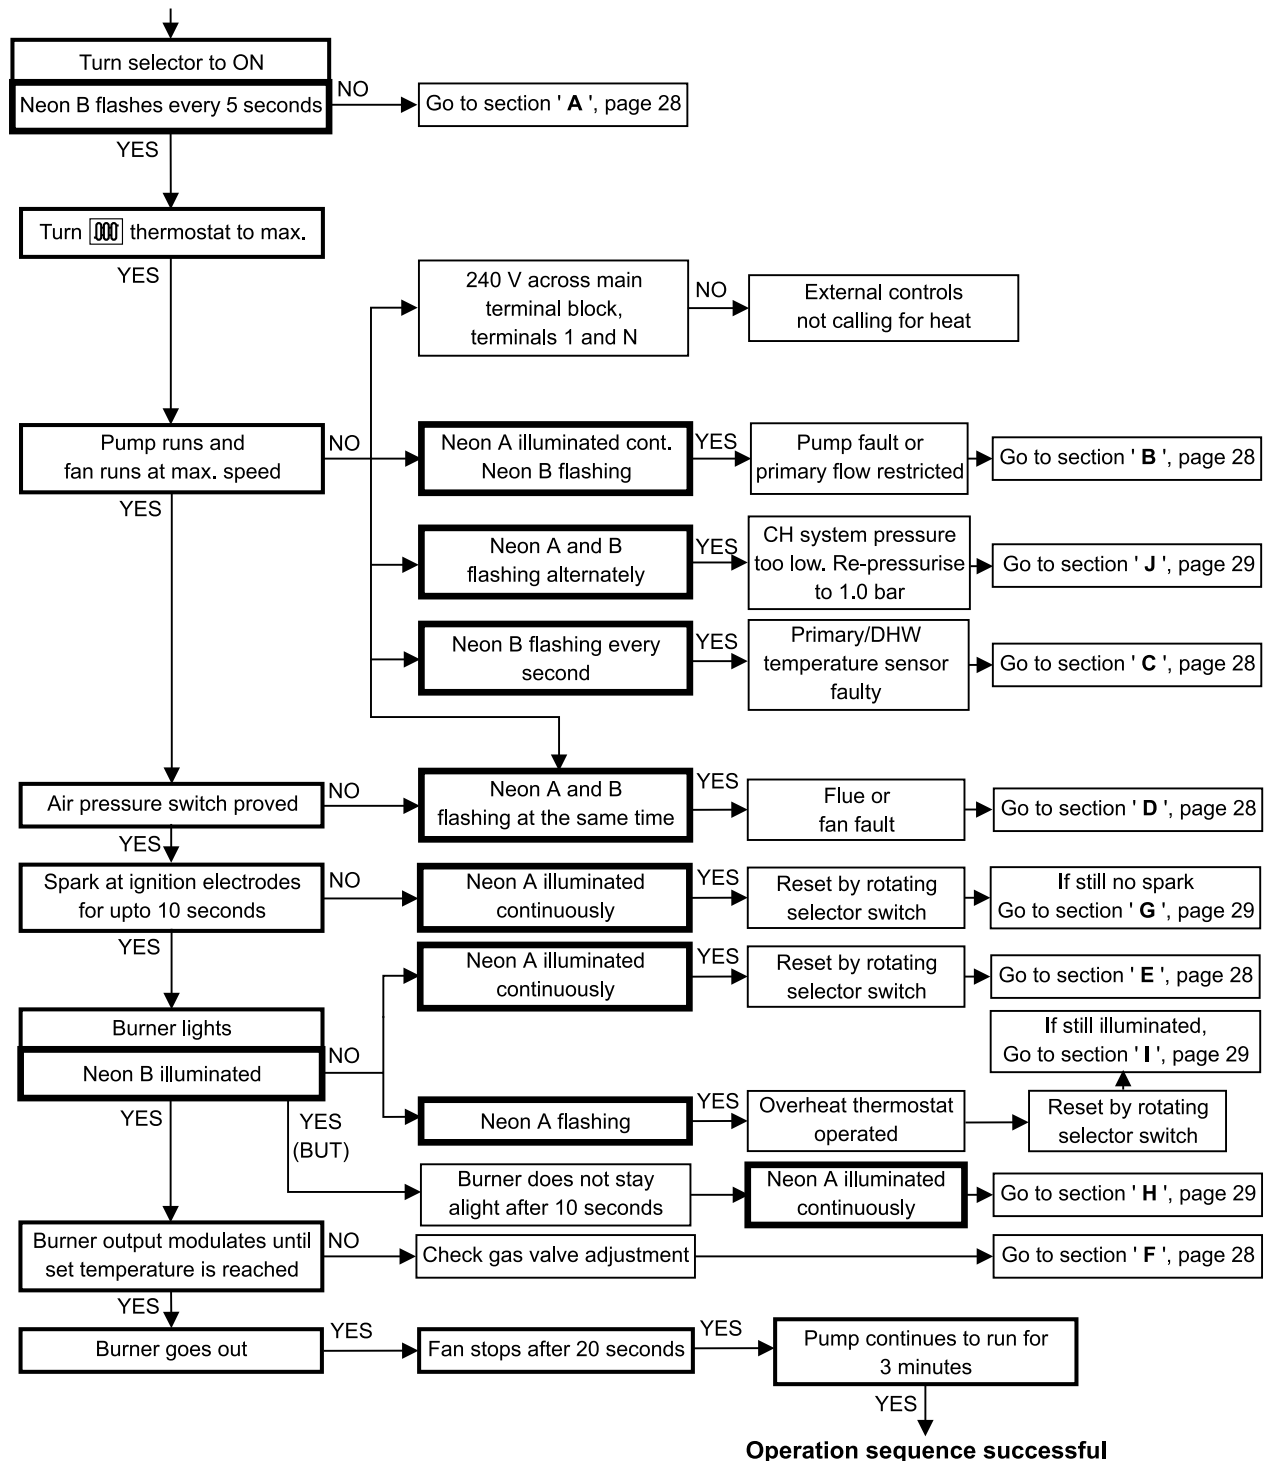 Turn selector to ON
Neon B flashes every 5 seconds
NO
Go to section ' A ', page 28
YES
Turn thermostat to max.
YES
240 V across main
terminal block,
terminals 1 and N
NO
External controls
not calling for heat
Pump runs and
fan runs at max. speed
NO
Neon A illuminated cont.
Neon B flashing
YES
Pump fault or
primary flow restricted
Go to section ' B ', page 28
YES
Neon A and B
flashing alternately
YES
CH system pressure
too low. Re-pressurise
to 1.0 bar
Go to section ' J ', page 29
Neon B flashing every
second
YES
Primary/DHW
temperature sensor
faulty
Go to section ' C ', page 28
Air pressure switch proved
NO
Neon A and B
flashing at the same time
YES
Flue or
fan fault
Go to section ' D ', page 28
YES
Spark at ignition electrodes
for upto 10 seconds
NO
Neon A illuminated
continuously
YES
Reset by rotating
selector switch
If still no spark
Go to section ' G ', page 29
YES
Neon A illuminated
continuously
YES
Reset by rotating
selector switch
Go to section ' E ', page 28
Burner lights
Neon B illuminated
NO
If still illuminated,
Go to section ' I ', page 29
Neon A flashing
YES
Overheat thermostat
operated
Reset by rotating
selector switch
YES
YES
(BUT)
Burner does not stay
alight after 10 seconds
Neon A illuminated
continuously
Go to section ' H ', page 29
Burner output modulates until
set temperature is reached
NO
Check gas valve adjustment
Go to section ' F ', page 28
YES
Burner goes out
YES
Fan stops after 20 seconds
YES
Pump continues to run for
3 minutes
YES
Operation sequence successful